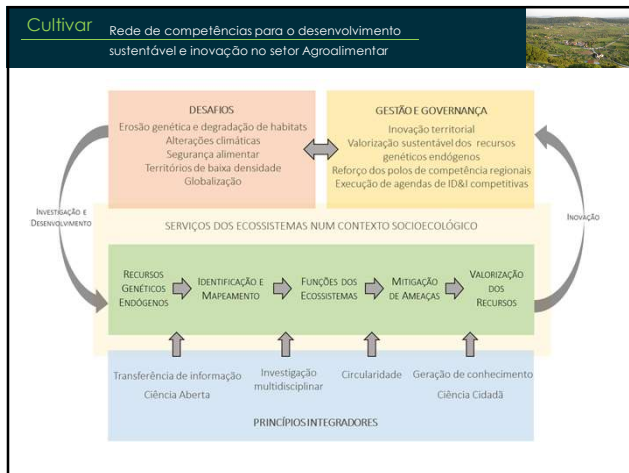 Cultivar
Rede de competências para o desenvolvimento
sustentável e inovação no setor Agroalimentar
DESAFIOS
Erosão genética e degradação de habitats
Alterações climáticas
Segurança alimentar
Territórios de baixa densidade
Globalização
GESTÃO E GOVERNANÇA
Inovação territorial
Valorização sustentável dos recursos
genéticos endógenos
Reforço dos polos de competência regionais
Execução de agendas de ID&I competitivas
INVESTIGAÇÃO E
DESENVOLVIMENTO
INOVAÇÃO
SERVIÇOS DOS ECOSSISTEMAS NUM CONTEXTO SOCIOECOLÓGICO
RECURSOS
GENÉTICOS
ENDÓGENOS
IDENTIFICAÇÃO E
MAPEAMENTO
FUNÇÕES DOS
ECOSSISTEMAS
MITIGAÇÃO
DE AMEAÇAS
VALORIZAÇÃO
DOS
RECURSOS
Transferência de informação
Ciência Aberta
Investigação
multidisciplinar
Circularidade
Geração de conhecimento
Ciência Cidadã
PRINCÍPIOS INTEGRADORES